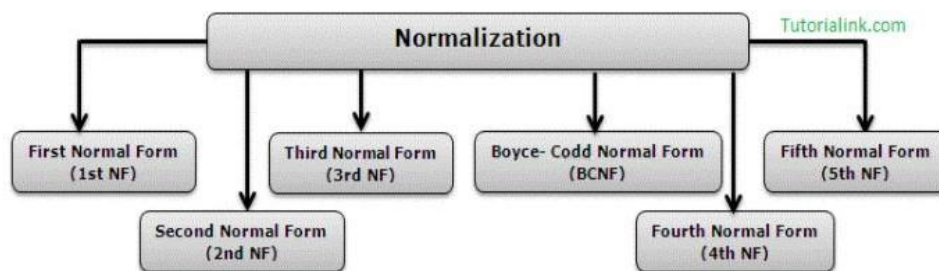 Tutorialink.com
Normalization
First Normal Form
(1st NF)
Second Normal Form
(2nd NF)
Third Normal Form
(3rd NF)
Boyce- Codd Normal Form
(BCNF)
Fourth Normal Form
(4th NF)
Fifth Normal Form
(5th NF)